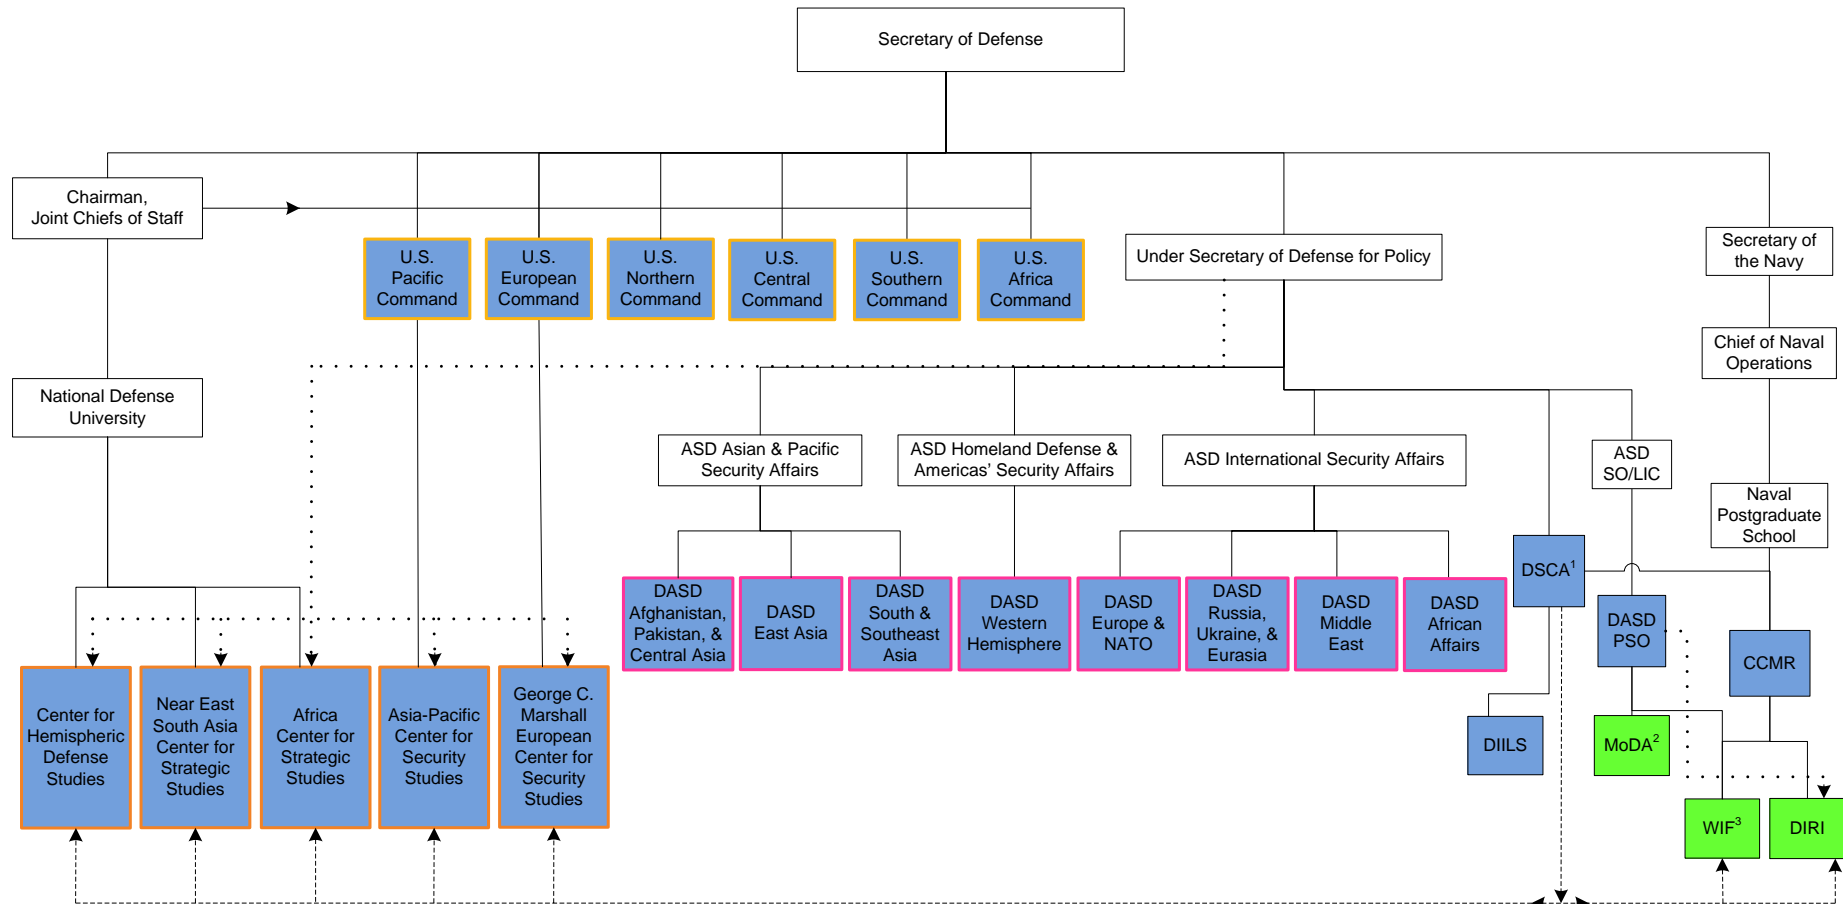 Secretary of Defense
Chairman,
Joint Chiefs of Staff
U.S.
Pacific
Command
U.S.
European
Command
U.S.
Northern
Command
U.S.
Central
Command
U.S.
Southern
Command
U.S.
Africa
Command
Under Secretary of Defense for Policy
Secretary of
the Navy
Chief of Naval
Operations
National Defense
University
ASD Asian & Pacific
Security Affairs
ASD Homeland Defense &
Americas' Security Affairs
ASD International Security Affairs
ASD
SO/LIC
Naval
Postgraduate
School
DSCA1
DASD
Afghanistan,
Pakistan, &
Central Asia
DASD
East Asia
DASD
South &
Southeast
Asia
DASD
Western
Hemisphere
DASD
Europe &
NATO
DASD
Russia,
Ukraine, &
Eurasia
DASD
Middle
East
DASD
African
Affairs
DASD
PSO
CCMR
Center for
Hemispheric
Defense
Studies
Near East
South Asia
Center for
Strategic
Studies
Africa
Center for
Strategic
Studies
Asia-Pacific
Center for
Security
Studies
George C.
Marshall
European
Center for
Security
Studies
DIILS
MoDA2
WIF3
DIRI